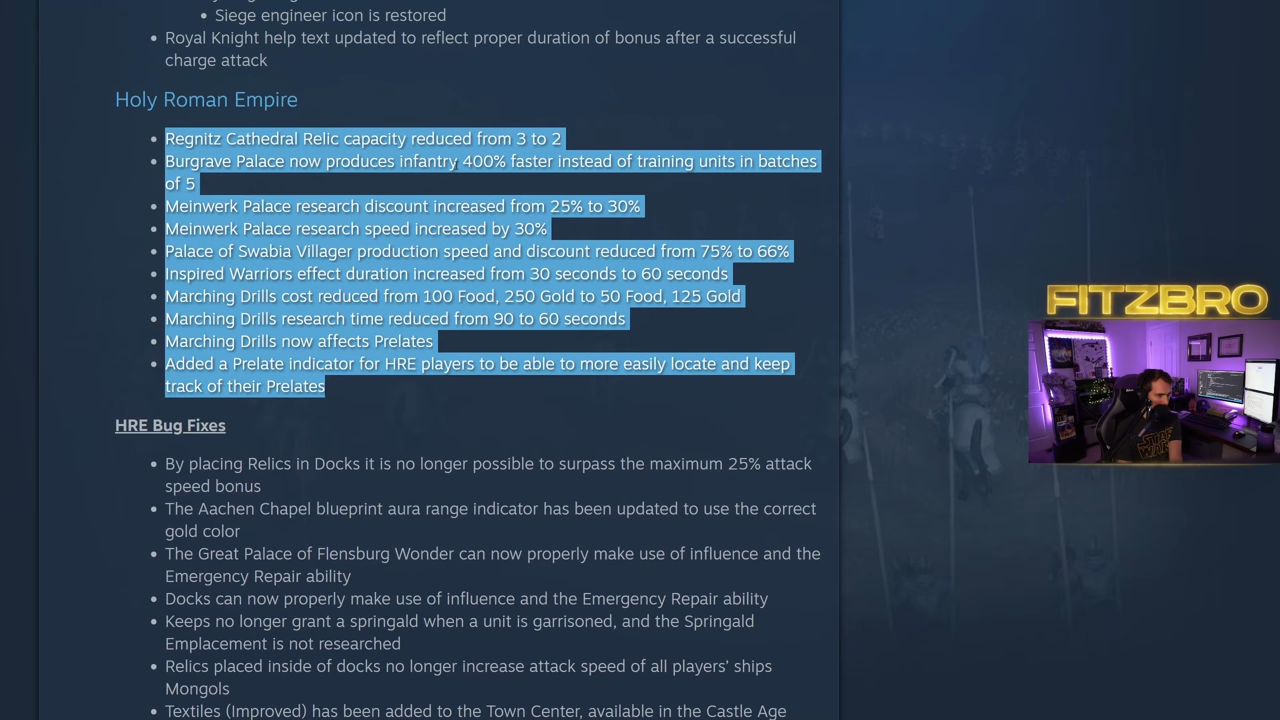 Siege engineer icon is restored
Royal Knight help text updated to reflect proper duration of bonus after a successful
charge attack
Holy Roman Empire
Regnitz Cathedral Relic capacity reduced from 3 to 2
Burgrave Palace now produces infantry 400% faster instead of training units in batches
of 5
Meinwerk Palace research discount increased from 25% to 30%
Meinwerk Palace research speed increased by 30%
Palace of Swabia Villager production speed and discount reduced from 75% to 66%
Inspired Warriors effect duration increased from 30 seconds to 60 seconds
Marching Drills cost reduced from 100 Food, 250 Gold to 50 Food, 125 Gold
Marching Drills research time reduced from 90 to 60 seconds
Marching Drills now affects Prelates
Added a Prelate indicator for HRE players to be able to more easily locate and keep
track of their Prelates
HRE Bug Fixes
By placing Relics in Docks it is no longer possible to surpass the maximum 25% attack
speed bonus
The Aachen Chapel blueprint aura range indicator has been updated to use the correct
gold color
The Great Palace of Flensburg Wonder can now properly make use of influence and the
Emergency Repair ability
Docks can now properly make use of influence and the Emergency Repair ability
Keeps no longer grant a springald when a unit is garrisoned, and the Springald
Emplacement is not researched
Relics placed inside of docks no longer increase attack speed of all players’ ships
Mongols
Textiles (Improved) has been added to the Town Center, available in the Castle Age
FITZBRO
STAR
WARS